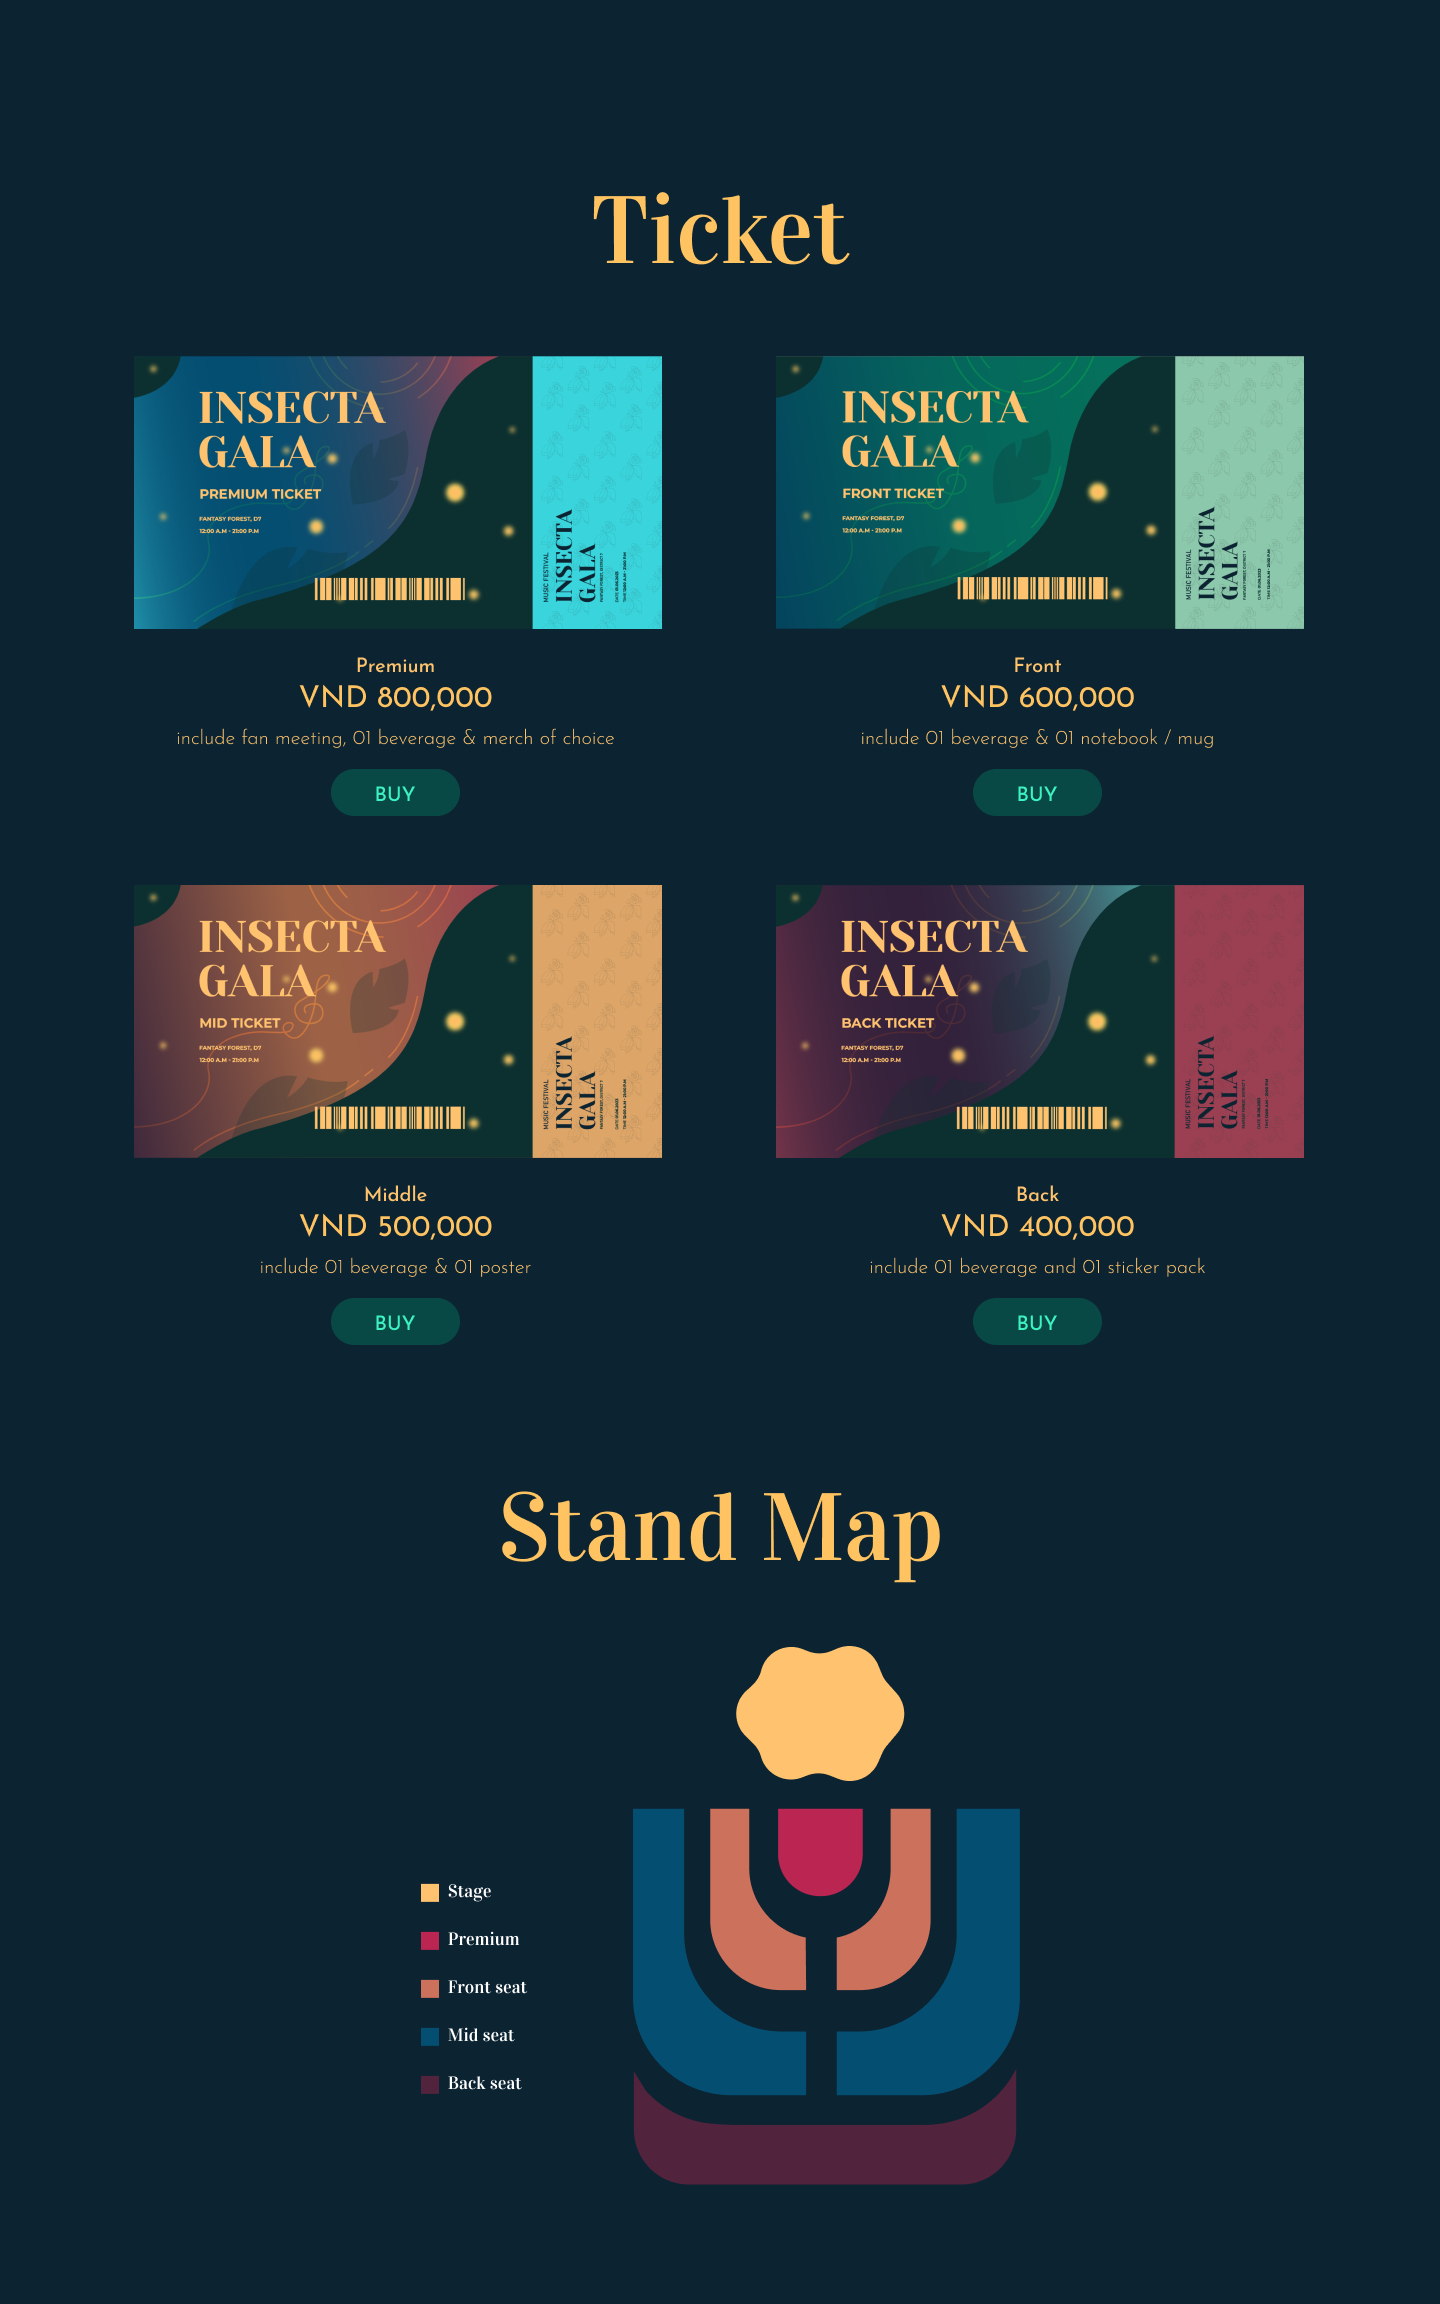 Ticket
INSECTA
GALA
PREMIUM TICKET
FANTASY FOREST, D7
12:00 A.M - 21:00 P.M
MUSIC FESTIVAL
INSECTA
GALA
Premium
VND 800,000
include fan meeting, 01 beverage & merch of choice
BUY
INSECTA
GALA
FRONT TICKET
FANTASY FOREST, D7
12:00 A.M - 21:00 P.M
MUSIC FESTIVAL
INSECTA
GALA
Front
VND 600,000
include 01 beverage & 01 notebook / mug
BUY
INSECTA
GALA
MID TICKET
FANTASY FOREST, D7
12:00 A.M - 21:00 P.M
MUSIC FESTIVAL
INSECTA
GALA
Middle
VND 500,000
include 01 beverage & 01 poster
BUY
INSECTA
GALA
BACK TICKET
FANTASY FOREST, D7
12:00 A.M - 21:00 P.M
MUSIC FESTIVAL
INSECTA
GALA
Back
VND 400,000
include 01 beverage and 01 sticker pack
BUY
Stand Map
Stage
Premium
Front seat
Mid seat
Back seat